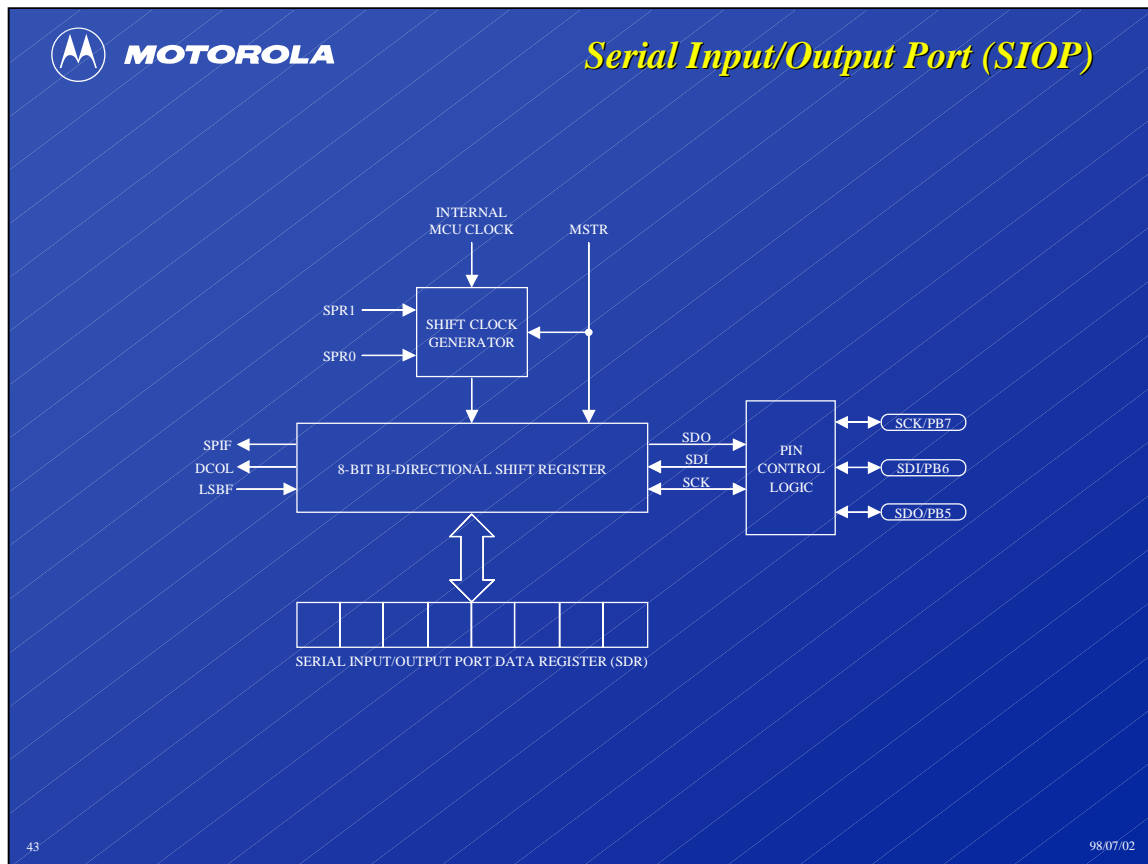 MOTOROLA
Serial Input/Output Port (SIOP)
INTERNAL
MCU CLOCK
MSTR
SPR1
SHIFT CLOCK
GENERATOR
SPR0
SPIF
DCOL
LSBF
8-BIT BI-DIRECTIONAL SHIFT REGISTER
SDO
SDI
SCK
PIN
CONTROL
LOGIC
SCK/PB7
SDI/PB6
SDO/PB5
SERIAL INPUT/OUTPUT PORT DATA REGISTER (SDR)
43
98/07/02